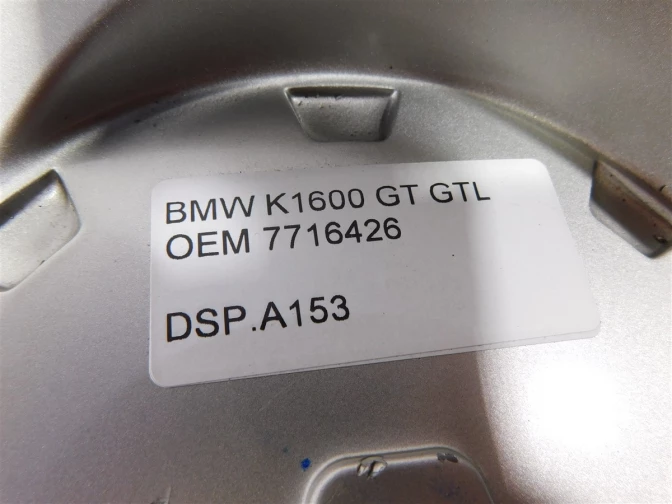 BMW K1600 GT GTL
OEM 7716426
DSP.A153